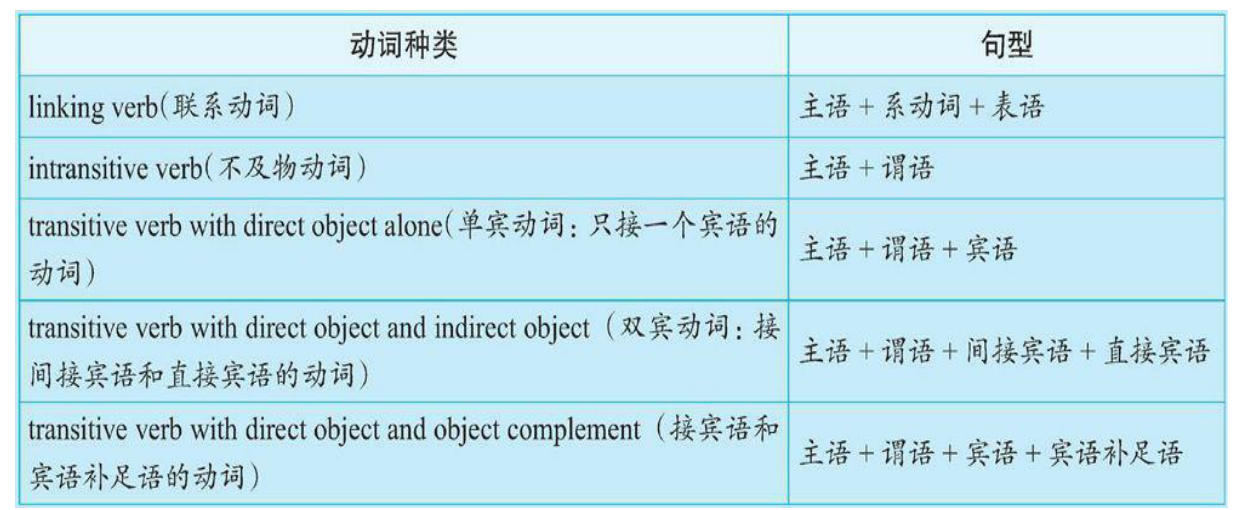 动词种类
句型
linking verb(联系动词)
主语 + 系动词 + 表语
intransitive verb(不及物动词)
主语 + 谓语
transitive verb with direct object alone(单宾动词：只接一个宾语的
动词)
主语 + 谓语 + 宾语
transitive verb with direct object and indirect object（双宾动词：接
间接宾语和直接宾语的动词)
主语 + 谓语 + 间接宾语 + 直接宾语
transitive verb with direct object and object complement（接宾语和
宾语补足语的动词)
主语 + 谓语 + 宾语 + 宾语补足语